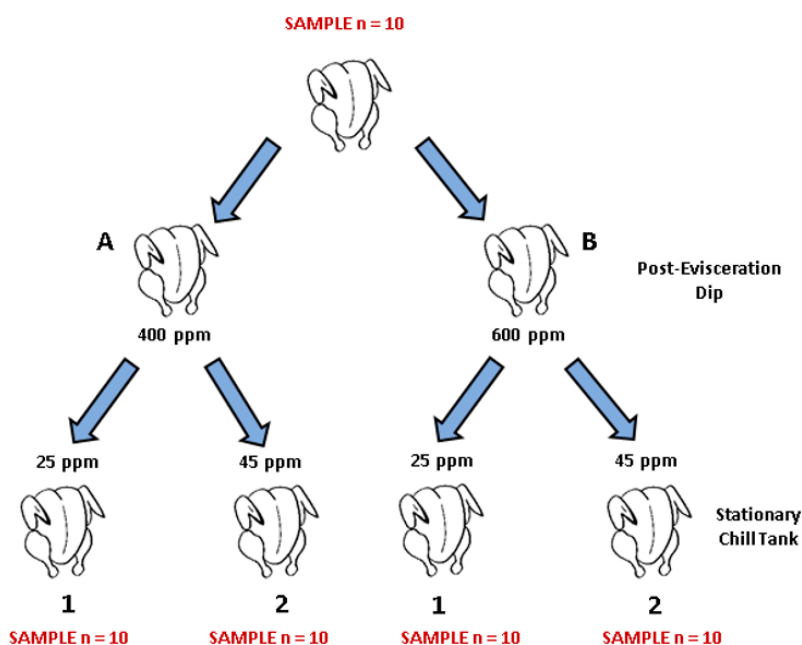 SAMPLE n = 10
A
B
Post-Evisceration
Dip
400 ppm
600 ppm
25 ppm
45 ppm
25 ppm
45 ppm
Stationary
Chill Tank
1
2
1
2
SAMPLE n = 10
SAMPLE n = 10
SAMPLE n = 10
SAMPLE n = 10